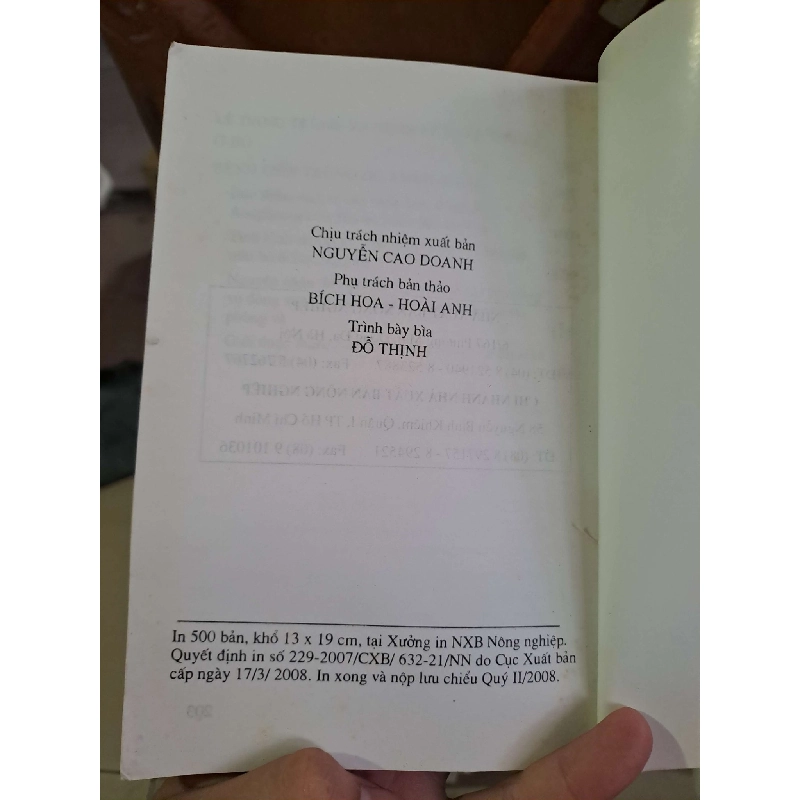 Chịu trách nhiệm xuất bản
NGUYỄN CAO DOANH
Phụ trách bản thảo
BÍCH HOA - HOÀI ANH
Trình bày bìa
ĐỖ THỊNH
In 500 bản, khổ 13 x 19 cm, tại Xưởng in NXB Nông nghiệp.
Quyết định in số 229-2007/CXB/ 632-21/NN do Cục Xuất bản
cấp ngày 17/3/ 2008. In xong và nộp lưu chiểu Quý II/2008.